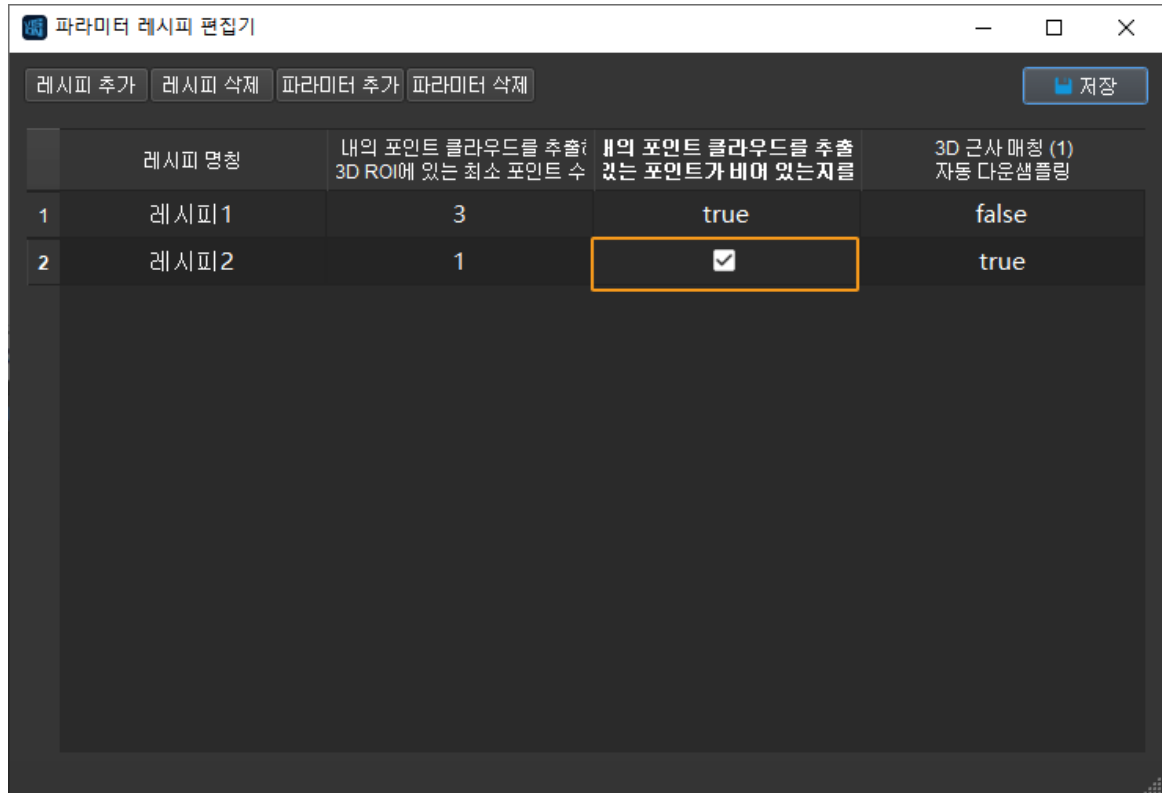 파라미터 레시피 편집기
레시피 추가 레시피 삭제 파라미터 추가 파라미터 삭제 저장
레시피 명칭
내의 포인트 클라우드를 추출
3D ROI에 있는 최소 포인트 수
포인트 클라우드를 추출
있는 포인트가 비어 있는지를
3D 근사 매칭 (1)
자동 다운샘플링
1 레시피1 3 true false
2 레시피2 1 true